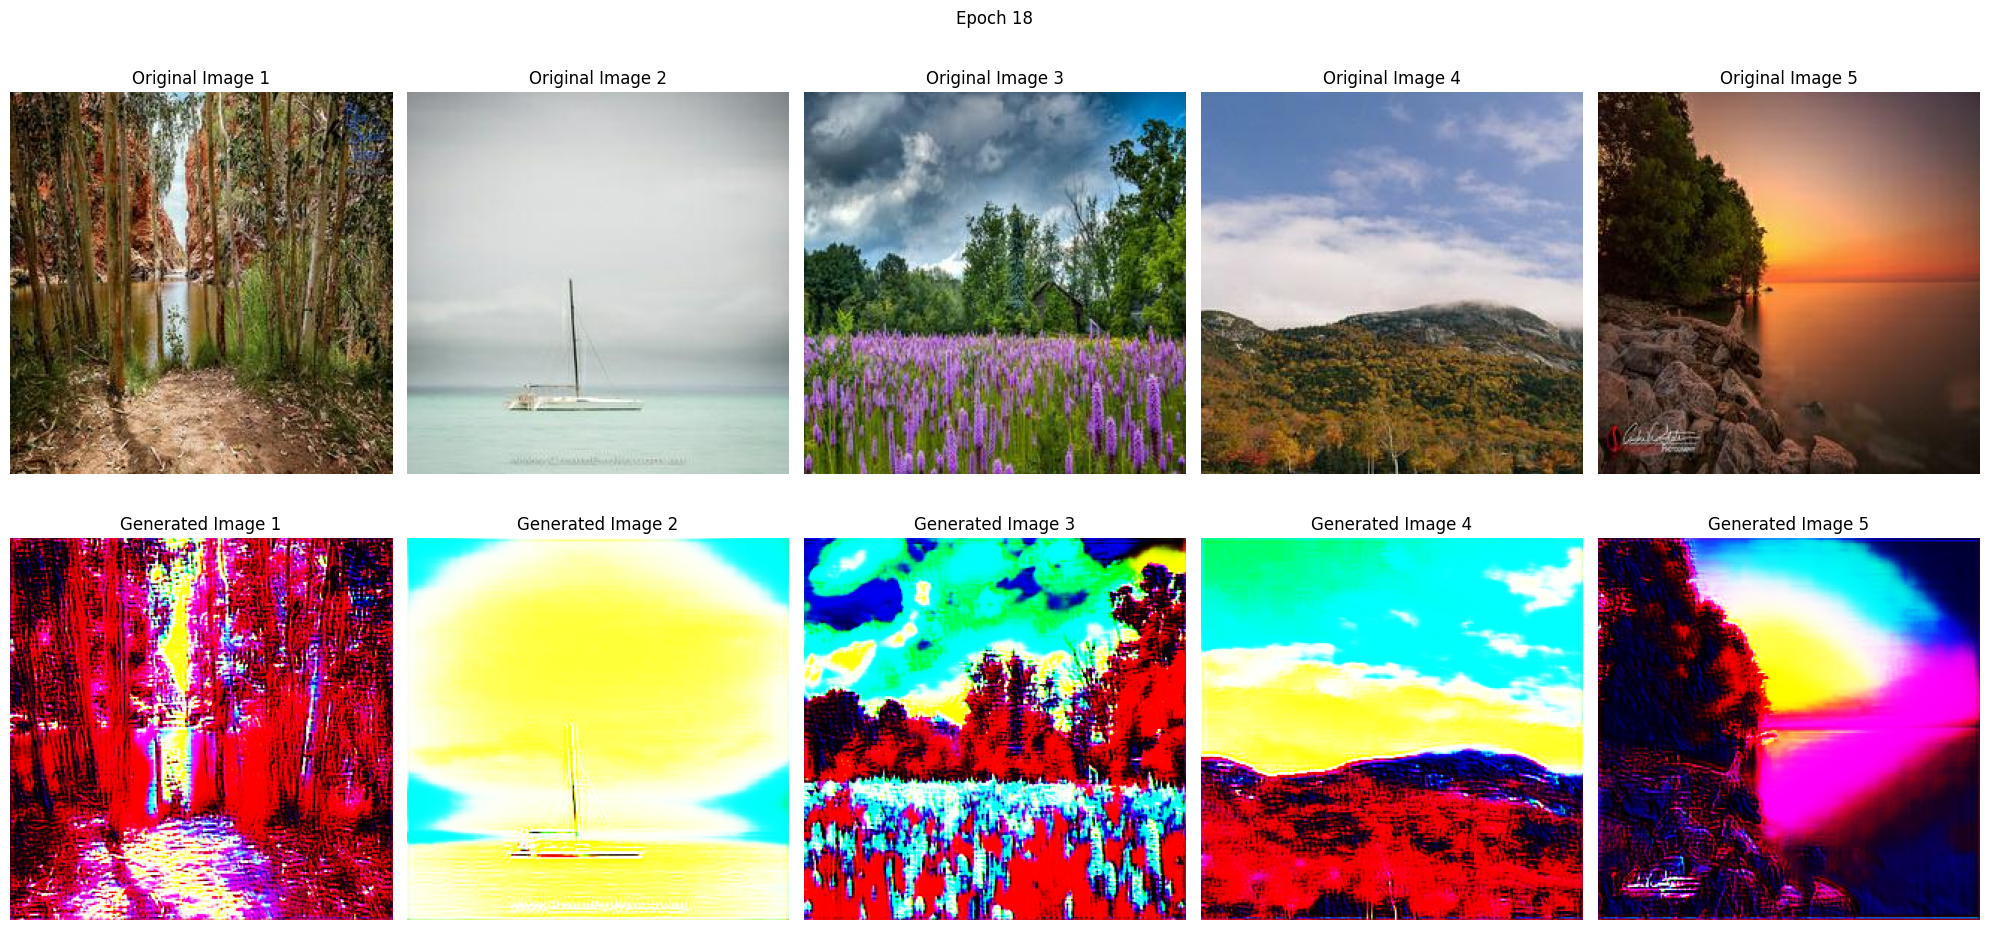 Epoch 18
Original Image 1
Original Image 2
Original Image 3
Original Image 4
Original Image 5
PHOTOGRAPHY
Generated Image 1
Generated Image 2
Generated Image 3
Generated Image 4
Generated Image 5